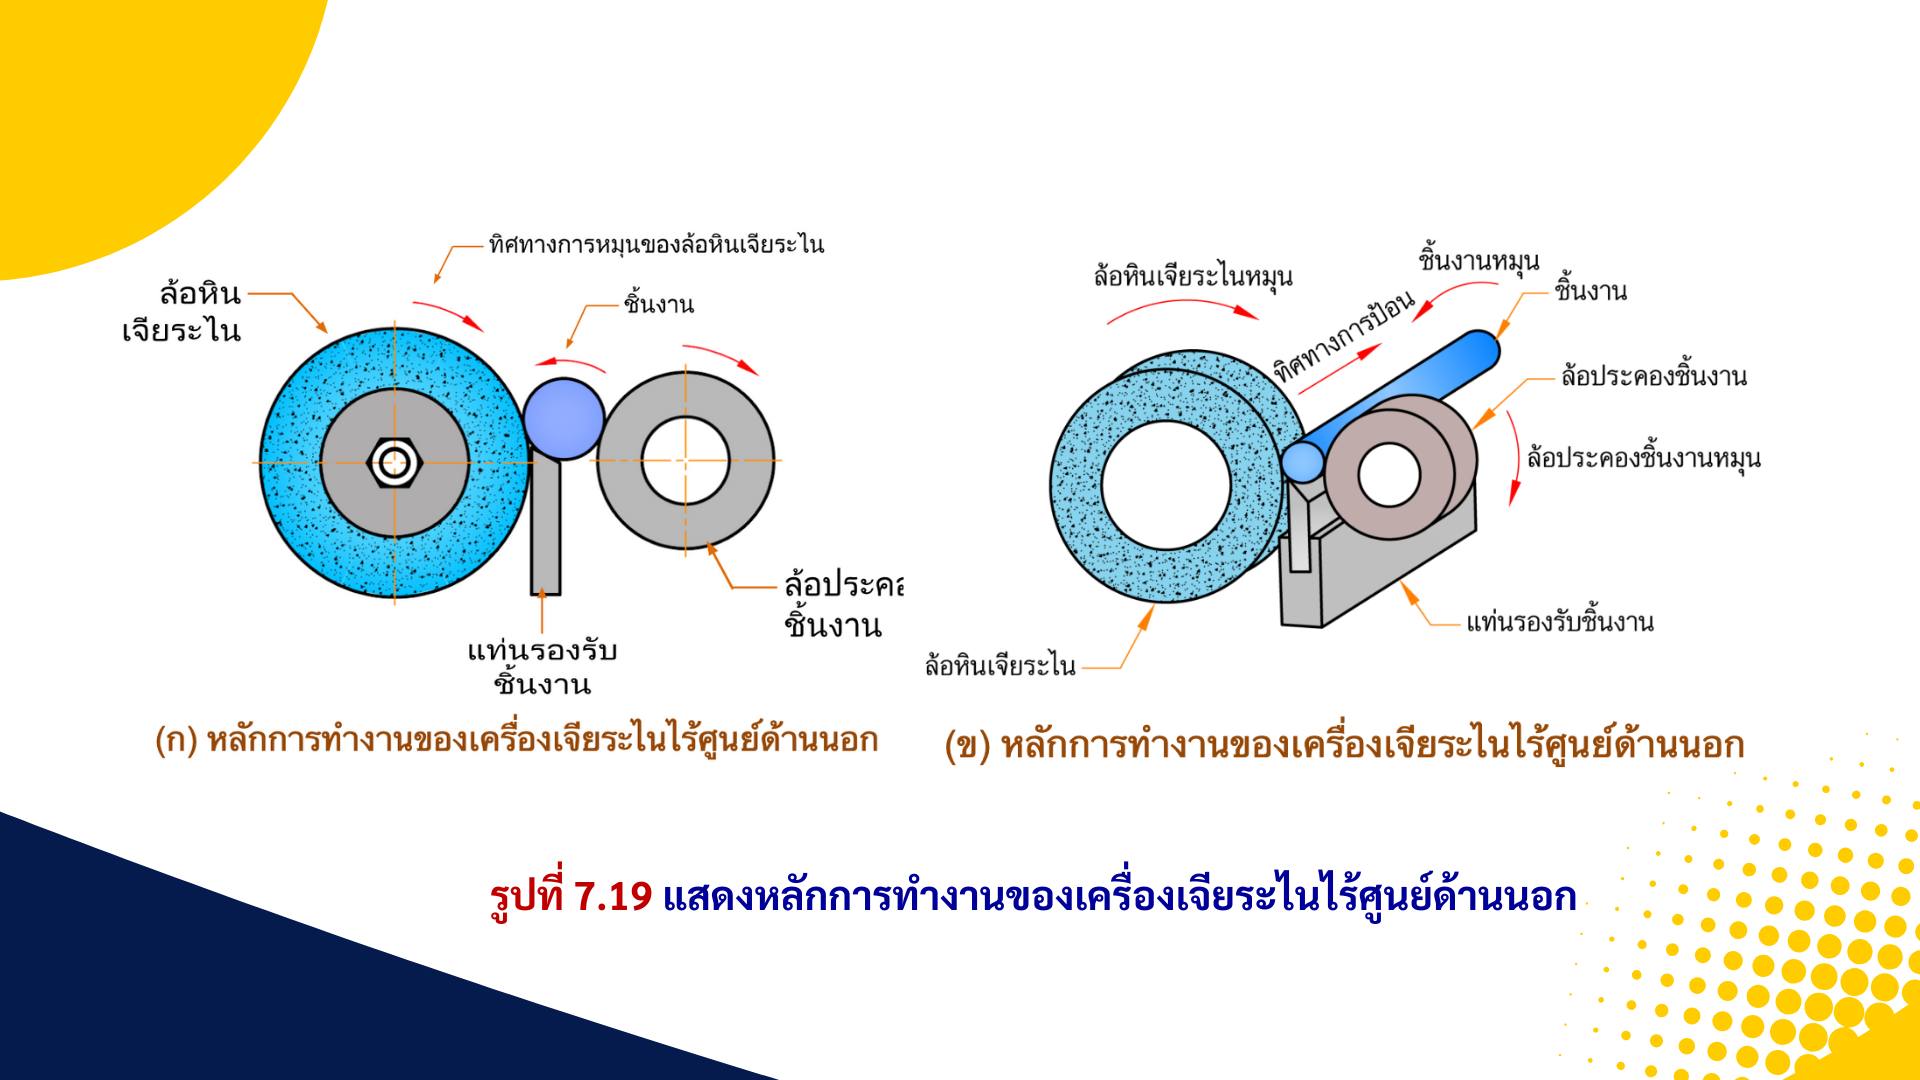 ทิศทางการหมุนของล้อหินเจียระไน
ล้อหิน
เจียระไน
ชิ้นงาน
ล้อประคอ
ชิ้นงาน
แท่นรองรับ
ชิ้นงาน
(ก) หลักการทำงานของเครื่องเจียระไนไร้ศูนย์ด้านนอก
ล้อหินเจียระไนหมุน
ชิ้นงานหมุน
ชิ้นงาน
ทิศทางการป้อน
ล้อประคองชิ้นงาน
ล้อประคองชิ้นงานหมุน
แท่นรองรับชิ้นงาน
ล้อหินเจียระไน
(ข) หลักการทำงานของเครื่องเจียระไนไร้ศูนย์ด้านนอก
รูปที่ 7.19 แสดงหลักการทำงานของเครื่องเจียระไนไร้ศูนย์ด้านนอก